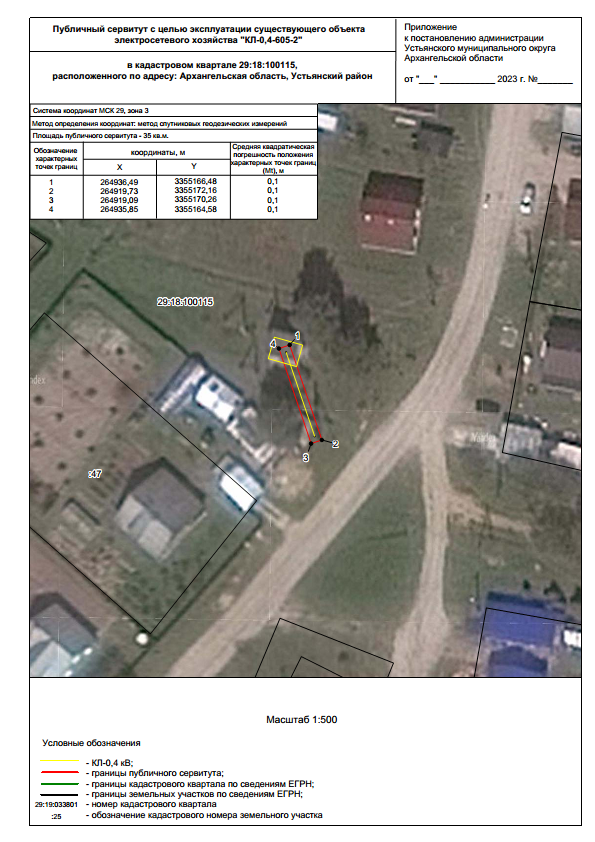 Публичный сервитут с целью эксплуатации существующего объекта
электросетевого хозяйства "КЛ-0,4-605-2"
в кадастровом квартале 29:18:100115,
расположенного по адресу: Архангельская область, Устьянский район
Приложение
к постановлению администрации
Устьянского муниципального округа
Архангельской области
от "___" ____________ 2023 г. №________
Система координат МСК 29, зона 3
Метод определения координат: метод спутниковых геодезических измерений
Площадь публичного сервитута - 35 кв.м.
Обозначение характерных точек границ
координаты, м
X
Y
Средняя квадратическая погрешность положения характерных точек границ (Mt), м
1 264936,49 3355166,48 0,1
2 264919,73 3355172,16 0,1
3 264919,09 3355170,26 0,1
4 264935,85 3355164,58 0,1
29:18:100115
1
4
2
3
:47
Масштаб 1:500
Условные обозначения
- КЛ-0,4 кВ;
- границы публичного сервитута;
- границы кадастрового квартала по сведениям ЕГРН;
- границы земельных участков по сведениям ЕГРН;
29:19:033801 - номер кадастрового квартала
:25 - обозначение кадастрового номера земельного участка